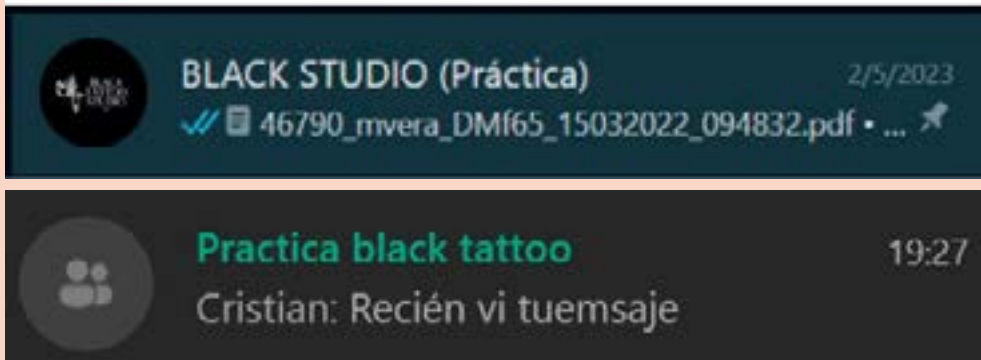 BLACK STUDIO (Práctica) 2/5/2023
46790_mvera_DMf65_15032022_094832.pdf • ...
Practica black tattoo 19:27
Cristian: Recién vi tuemsaje